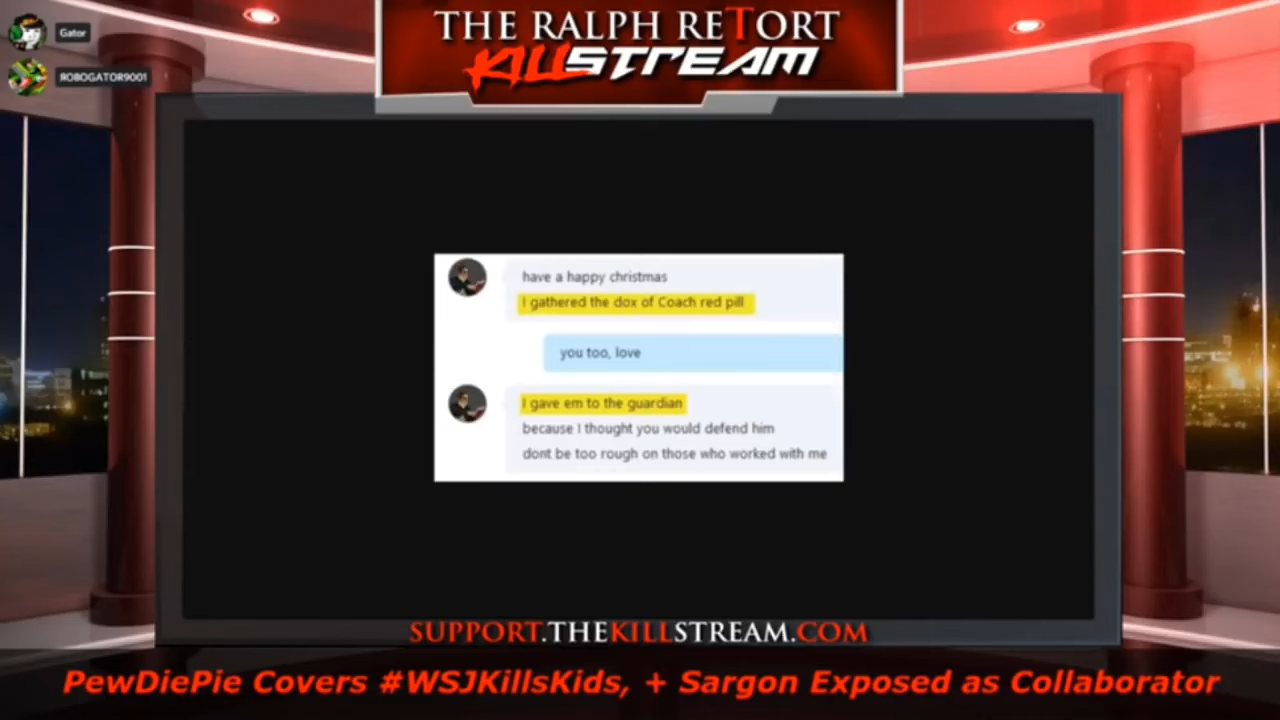 Gator
ROBOGATOR9001
THE RALPH RETORT
KILLSTREAM
have a happy christmas
I gathered the dox of Coach red pill
you too, love
I gave em to the guardian
because I thought you would defend him
dont be too rough on those who worked with me
SUPPORT.THEKILLSTREAM.COM
PewDiePie Covers #WSJKillsKids, + Sargon Exposed as Collaborator